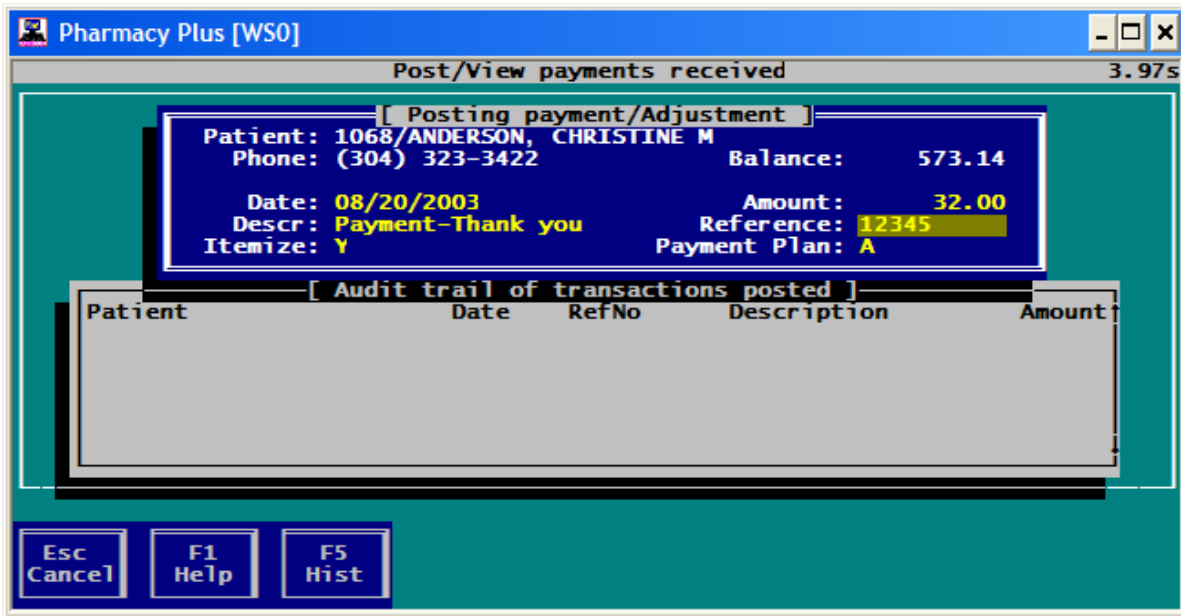 Pharmacy Plus [WS0]
Post/View payments received 3.97s
[ Posting payment/Adjustment ]
Patient: 1068/ANDERSON, CHRISTINE M
Phone: (304) 323-3422 Balance: 573.14
Date: 08/20/2003 Amount: 32.00
Descr: Payment-Thank you Reference: 12345
Itemize: Y Payment Plan: A
[ Audit trail of transactions posted ]
Patient Date RefNo Description Amount
Esc F1 F5
Cancel Help Hist